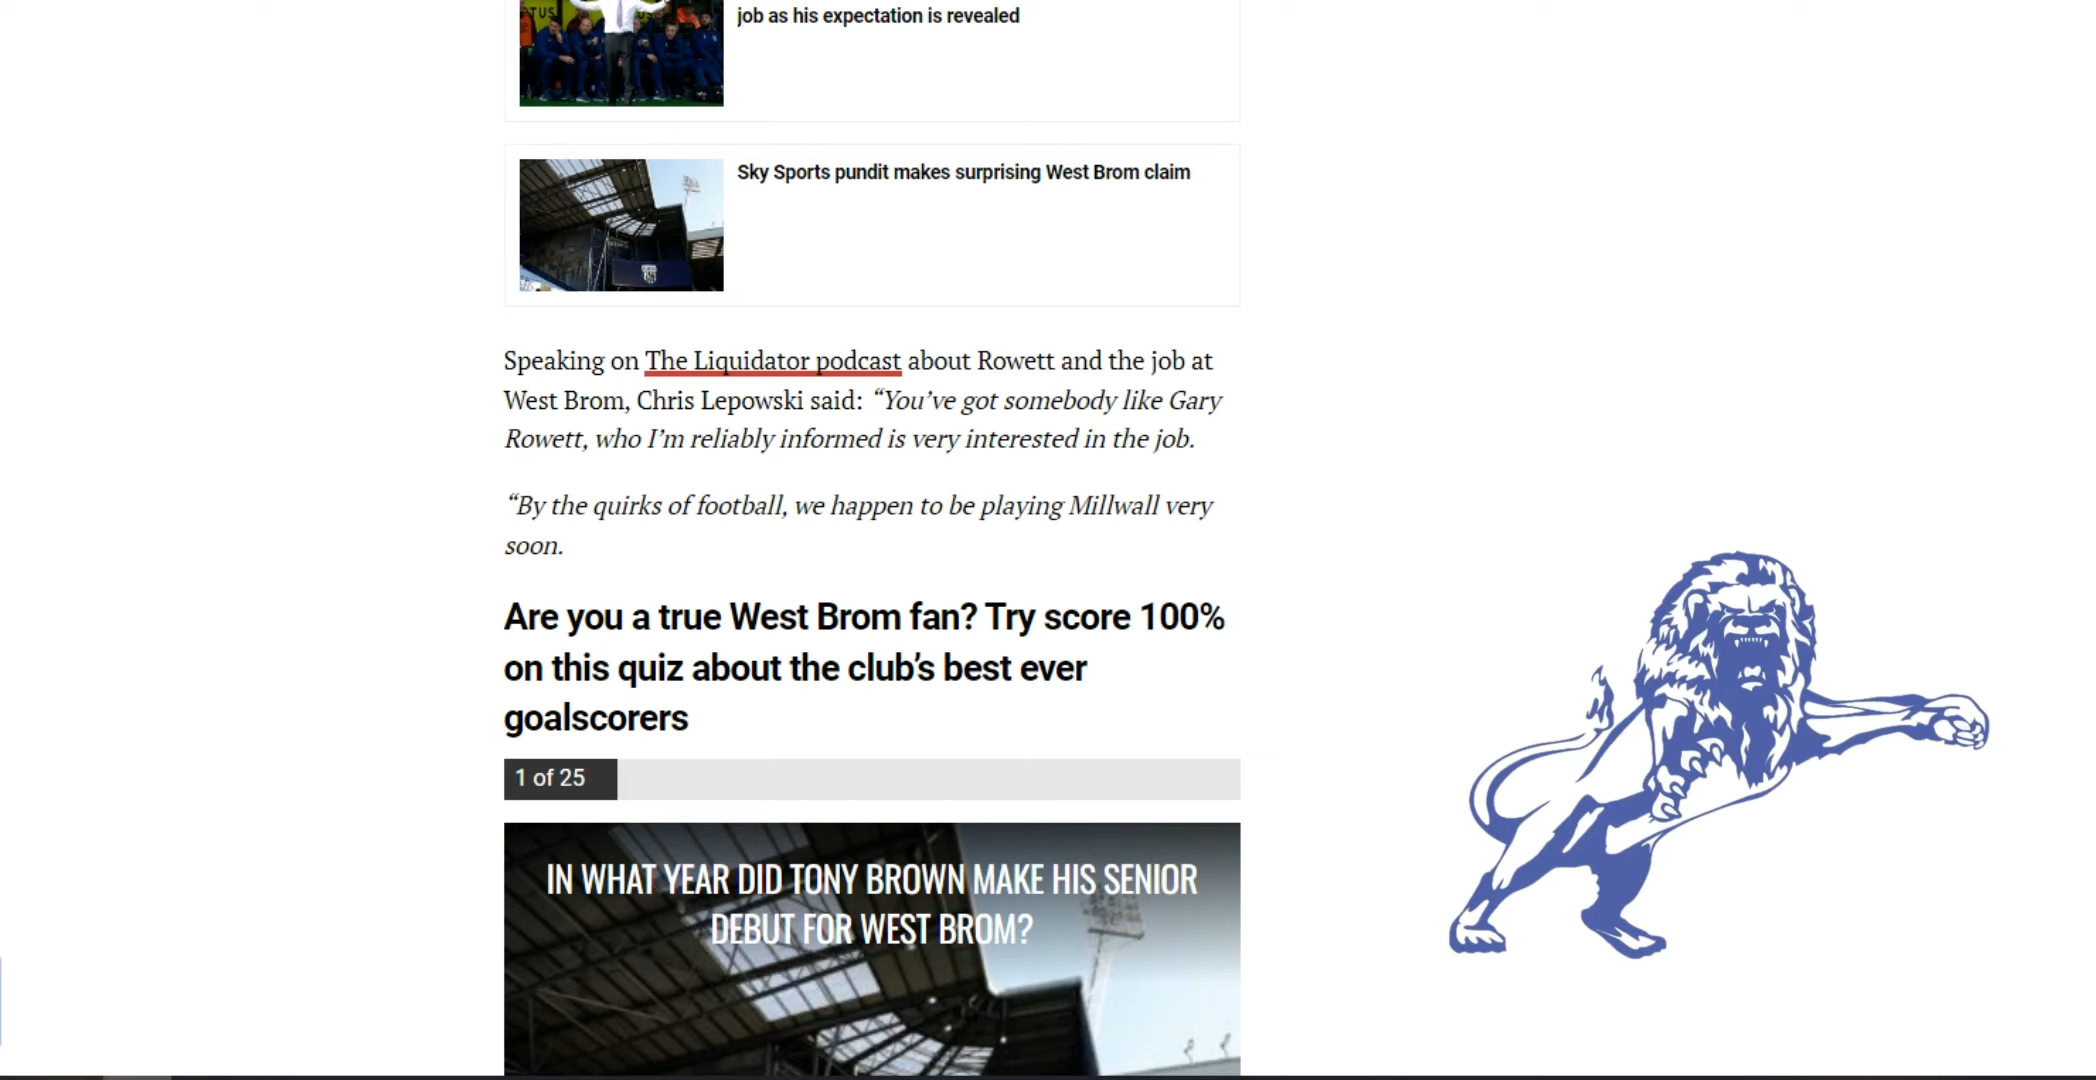 job as his expectation is revealed
Sky Sports pundit makes surprising West Brom claim
Speaking on The Liquidator podcast about Rowett and the job at
West Brom, Chris Lepowski said: “You’ve got somebody like Gary
Rowett, who I’m reliably informed is very interested in the job.
“By the quirks of football, we happen to be playing Millwall very
soon.
Are you a true West Brom fan? Try score 100%
on this quiz about the club’s best ever
goalscorers
1 of 25
IN WHAT YEAR DID TONY BROWN MAKE HIS SENIOR
DEBUT FOR WEST BROM?